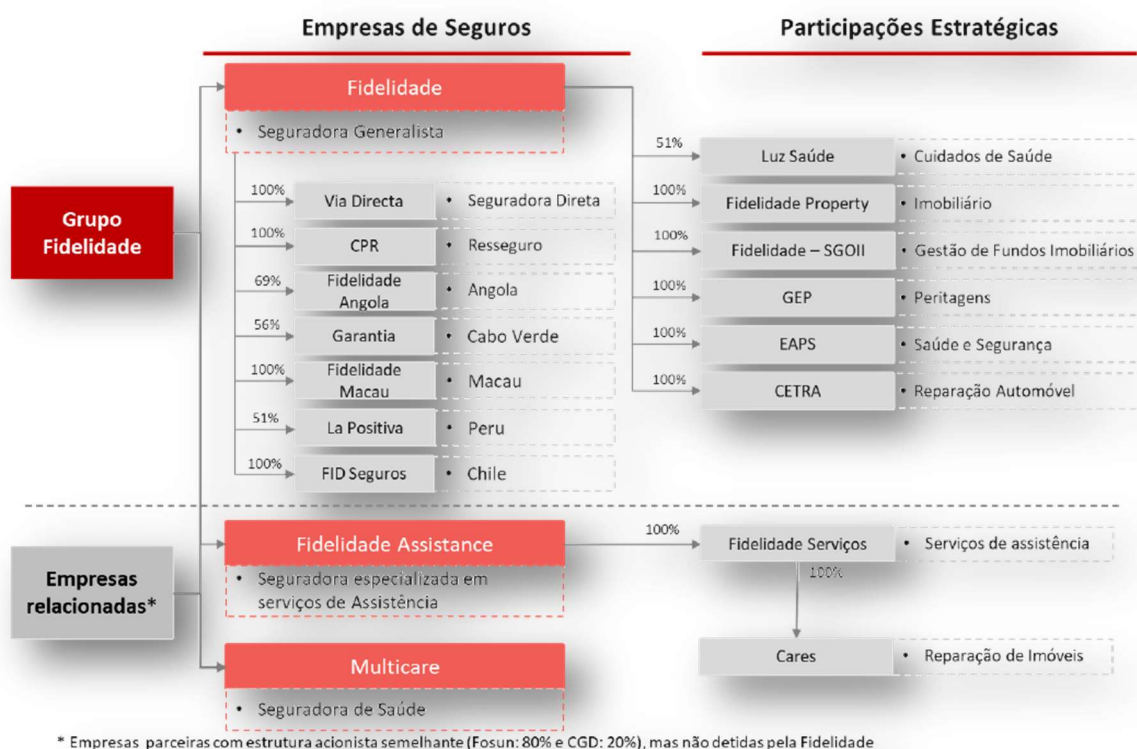 Empresas de Seguros
Participações Estratégicas
Grupo
Fidelidade
Fidelidade
• Seguradora Generalista
100%
Via Directa
• Seguradora Direta
100%
CPR
• Resseguro
69%
Fidelidade
Angola
• Angola
56%
Garantia
• Cabo Verde
100%
Fidelidade
Macau
• Macau
51%
La Positiva
• Peru
100%
FID Seguros
• Chile
51%
Luz Saúde
• Cuidados de Saúde
100%
Fidelidade Property
• Imobiliário
100%
Fidelidade – SGOII
• Gestão de Fundos Imobiliários
100%
GEP
• Peritagens
100%
EAPS
• Saúde e Segurança
100%
CETRA
• Reparação Automóvel
Empresas
relacionadas*
Fidelidade Assistance
• Seguradora especializada em
serviços de Assistência
100%
Fidelidade Serviços
• Serviços de assistência
100%
Cares
• Reparação de Imóveis
Multicare
• Seguradora de Saúde
* Empresas parceiras com estrutura acionista semelhante (Fosun: 80% e CGD: 20%), mas não detidas pela Fidelidade